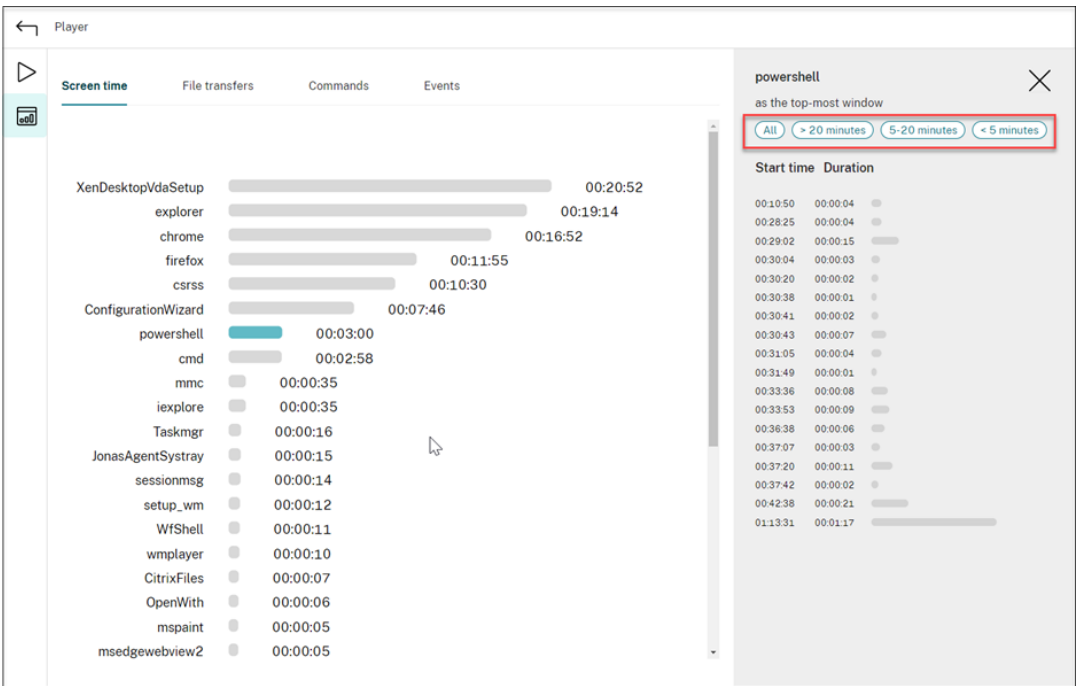 Player
Screen time File transfers Commands Events
XenDesktopVdaSetup 00:20:52
explorer 00:19:14
chrome 00:16:52
firefox 00:11:55
csrss 00:10:30
ConfigurationWizard 00:07:46
powershell 00:03:00
cmd 00:02:58
mmc 00:00:35
iexplore 00:00:35
Taskmgr 00:00:16
JonasAgentSystray 00:00:15
sessionmsg 00:00:14
setup_wm 00:00:12
WfShell 00:00:11
wmplayer 00:00:10
CitrixFiles 00:00:07
OpenWith 00:00:06
mspaint 00:00:05
msedgewebview2 00:00:05
powershell
as the top-most window
All > 20 minutes 5-20 minutes < 5 minutes
Start time Duration
00:10:50 00:00:04
00:28:25 00:00:04
00:29:02 00:00:15
00:30:04 00:00:03
00:30:20 00:00:02
00:30:38 00:00:01
00:30:41 00:00:02
00:30:43 00:00:07
00:31:05 00:00:04
00:31:49 00:00:01
00:33:36 00:00:08
00:33:53 00:00:09
00:36:38 00:00:06
00:37:07 00:00:03
00:37:20 00:00:11
00:37:42 00:00:02
00:42:38 00:00:21
01:13:31 00:01:17